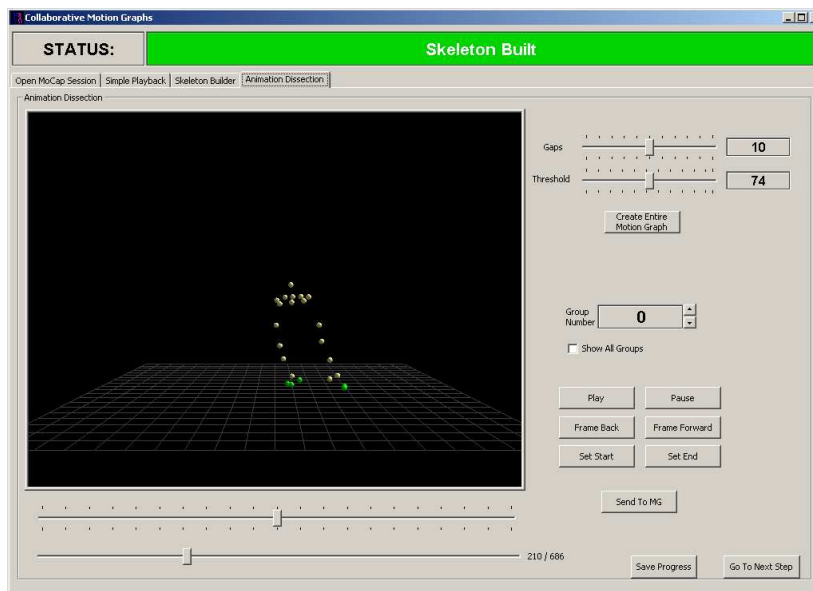 Collaborative Motion Graphs
STATUS:
Skeleton Built
Open MoCap Session
Simple Playback
Skeleton Builder
Animation Dissection
Animation Dissection
Gaps
10
Threshold
74
Create Entire
Motion Graph
Group
Number
0
Show All Groups
Play
Pause
Frame Back
Frame Forward
Set Start
Set End
Send To MG
210 / 686
Save Progress
Go To Next Step